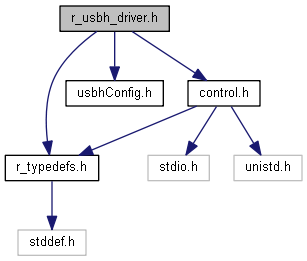 r_usbh_driver.h
usbhConfig.h
control.h
r_typedefs.h
stdio.h
unistd.h
stddef.h